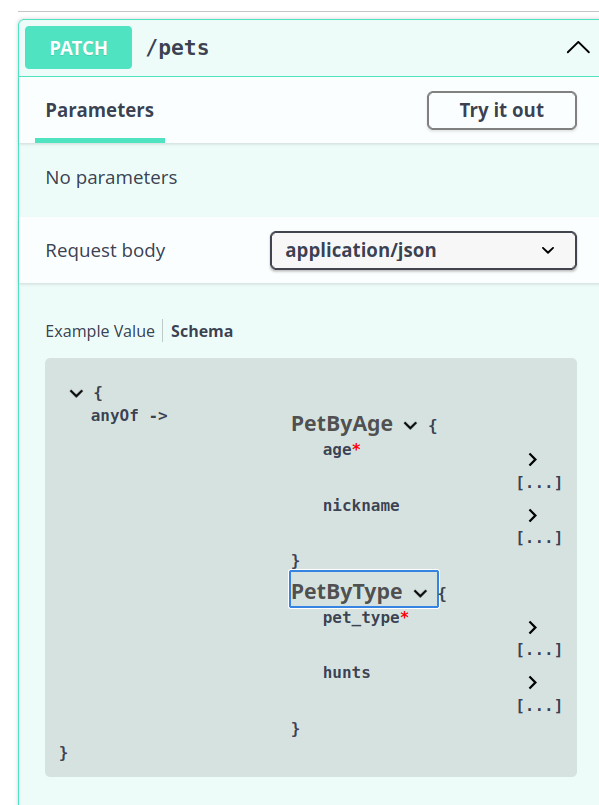 PATCH /pets
Parameters
Try it out
No parameters
Request body
application/json
Example Value
Schema
{
anyOf ->
PetByAge {
age*
[...]
nickname
[...]
}
PetByType {
pet_type*
[...]
hunts
[...]
}
}